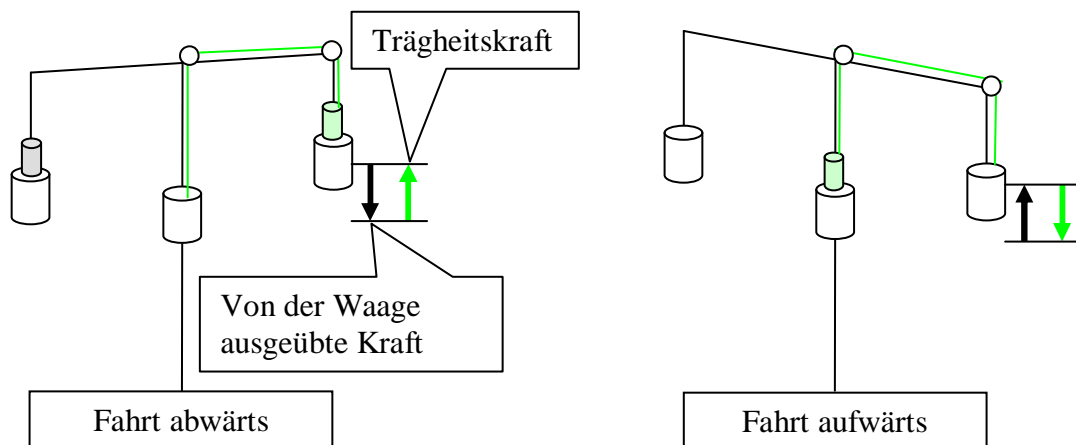 Trägheitskraft
Von der Waage
ausgeübte Kraft
Fahrt abwärts
Fahrt aufwärts